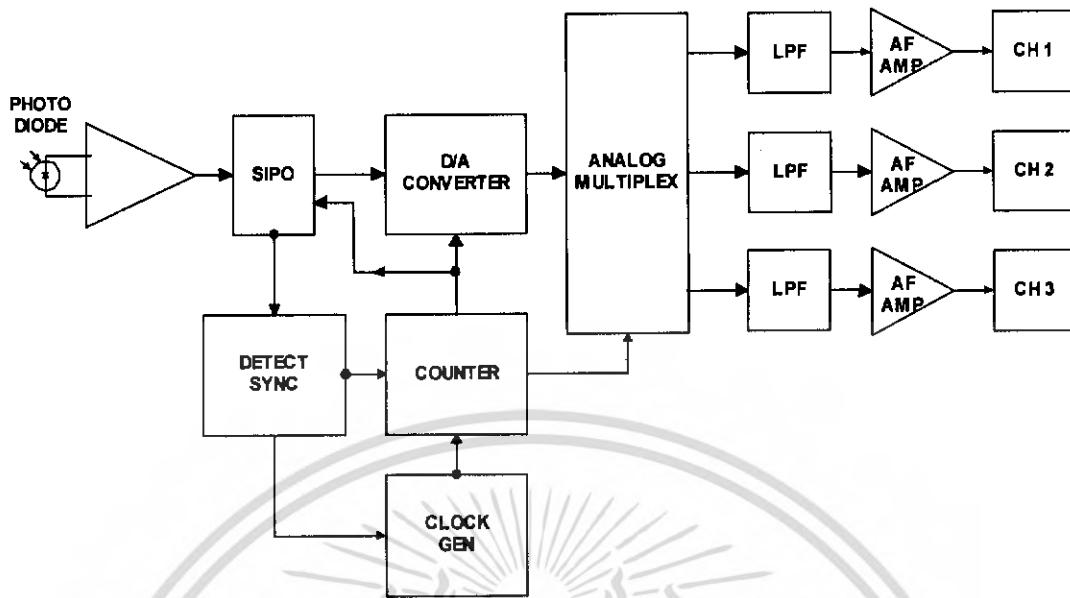 PHOTO
DIODE
SIPO
D/A
CONVERTER
ANALOG
MULTIPLEX
LPF
AF
AMP
CH 1
LPF
AF
AMP
CH 2
LPF
AF
AMP
CH 3
DETECT
SYNC
COUNTER
CLOCK
GEN